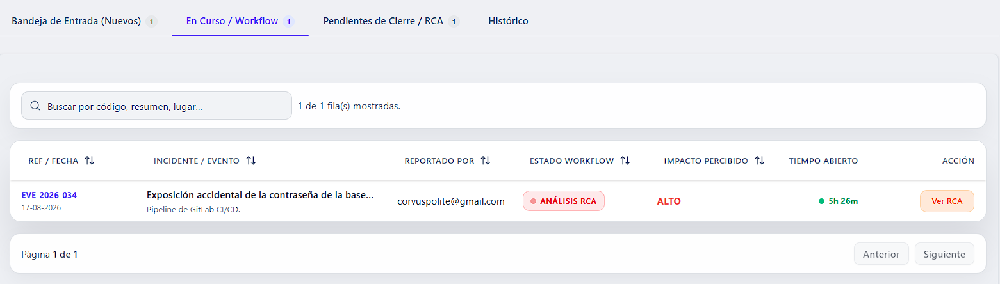 Bandeja de Entrada (Nuevos) 1 En Curso / Workflow 1 Pendientes de Cierre / RCA 1 Histórico
Buscar por código, resumen, lugar... 1 de 1 fila(s) mostradas.
REF / FECHA INCIDENTE / EVENTO REPORTADO POR ESTADO WORKFLOW IMPACTO PERCIBIDO TIEMPO ABIERTO ACCIÓN
EVE-2026-034 Exposición accidental de la contraseña de la base...
17-08-2026 Pipeline de GitLab CI/CD.
corvuspolite@gmail.com ANÁLISIS RCA ALTO 5h 26m Ver RCA
Página 1 de 1 Anterior Siguiente